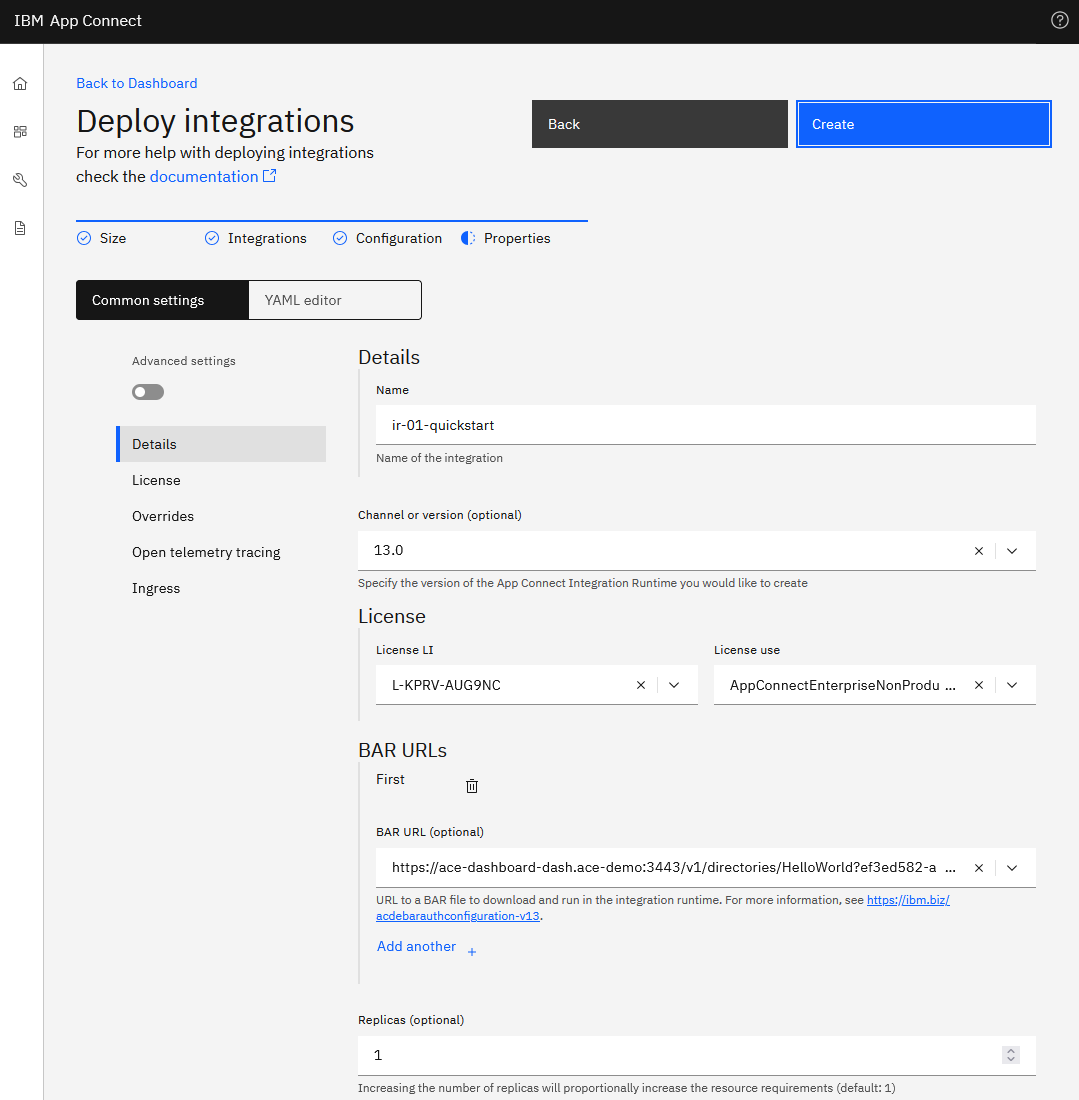 IBM App Connect
Back to Dashboard
Deploy integrations
For more help with deploying integrations
check the documentation
Back
Create
Size
Integrations
Configuration
Properties
Common settings
YAML editor
Advanced settings
Details
License
Overrides
Open telemetry tracing
Ingress
Details
Name
ir-01-quickstart
Name of the integration
Channel or version (optional)
13.0
Specify the version of the App Connect Integration Runtime you would like to create
License
License LI
L-KPRV-AUG9NC
License use
AppConnectEnterpriseNonProdu ...
BAR URLs
First
BAR URL (optional)
https://ace-dashboard-dash.ace-demo:3443/v1/directories/HelloWorld?ef3ed582-a ...
URL to a BAR file to download and run in the integration runtime. For more information, see https://ibm.biz/
acdebarauthconfiguration-v13.
Add another +
Replicas (optional)
1
Increasing the number of replicas will proportionally increase the resource requirements (default: 1)